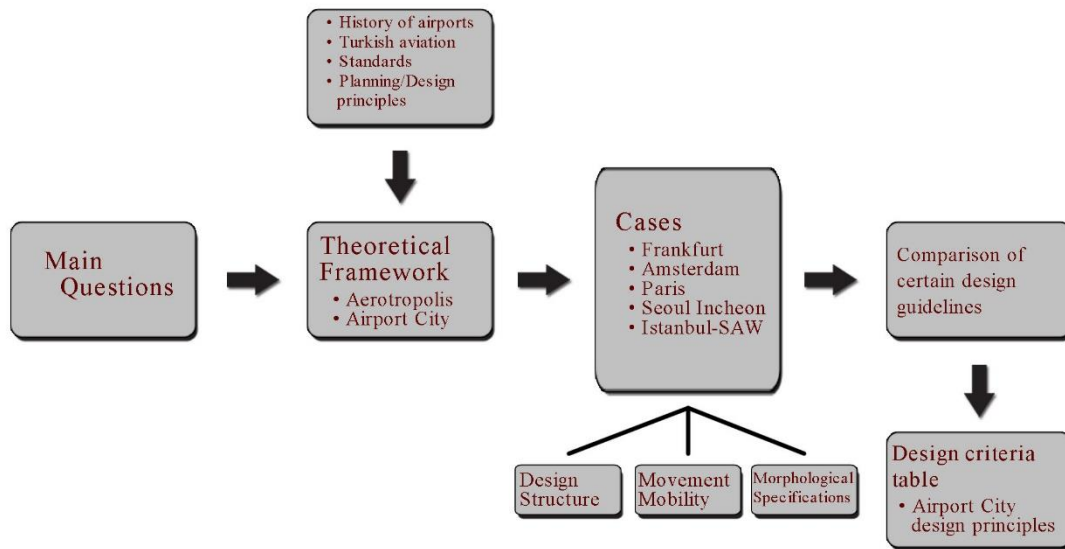 • History of airports
• Turkish aviation
• Standards
• Planning/Design
principles
Main
Questions
Theoretical
Framework
• Aerotropolis
• Airport City
Cases
• Frankfurt
• Amsterdam
• Paris
• Seoul Incheon
• Istanbul-SAW
Comparison of
certain design
guidelines
Design
Structure
Movement
Mobility
Morphological
Specifications
Design criteria
table
• Airport City
design principles